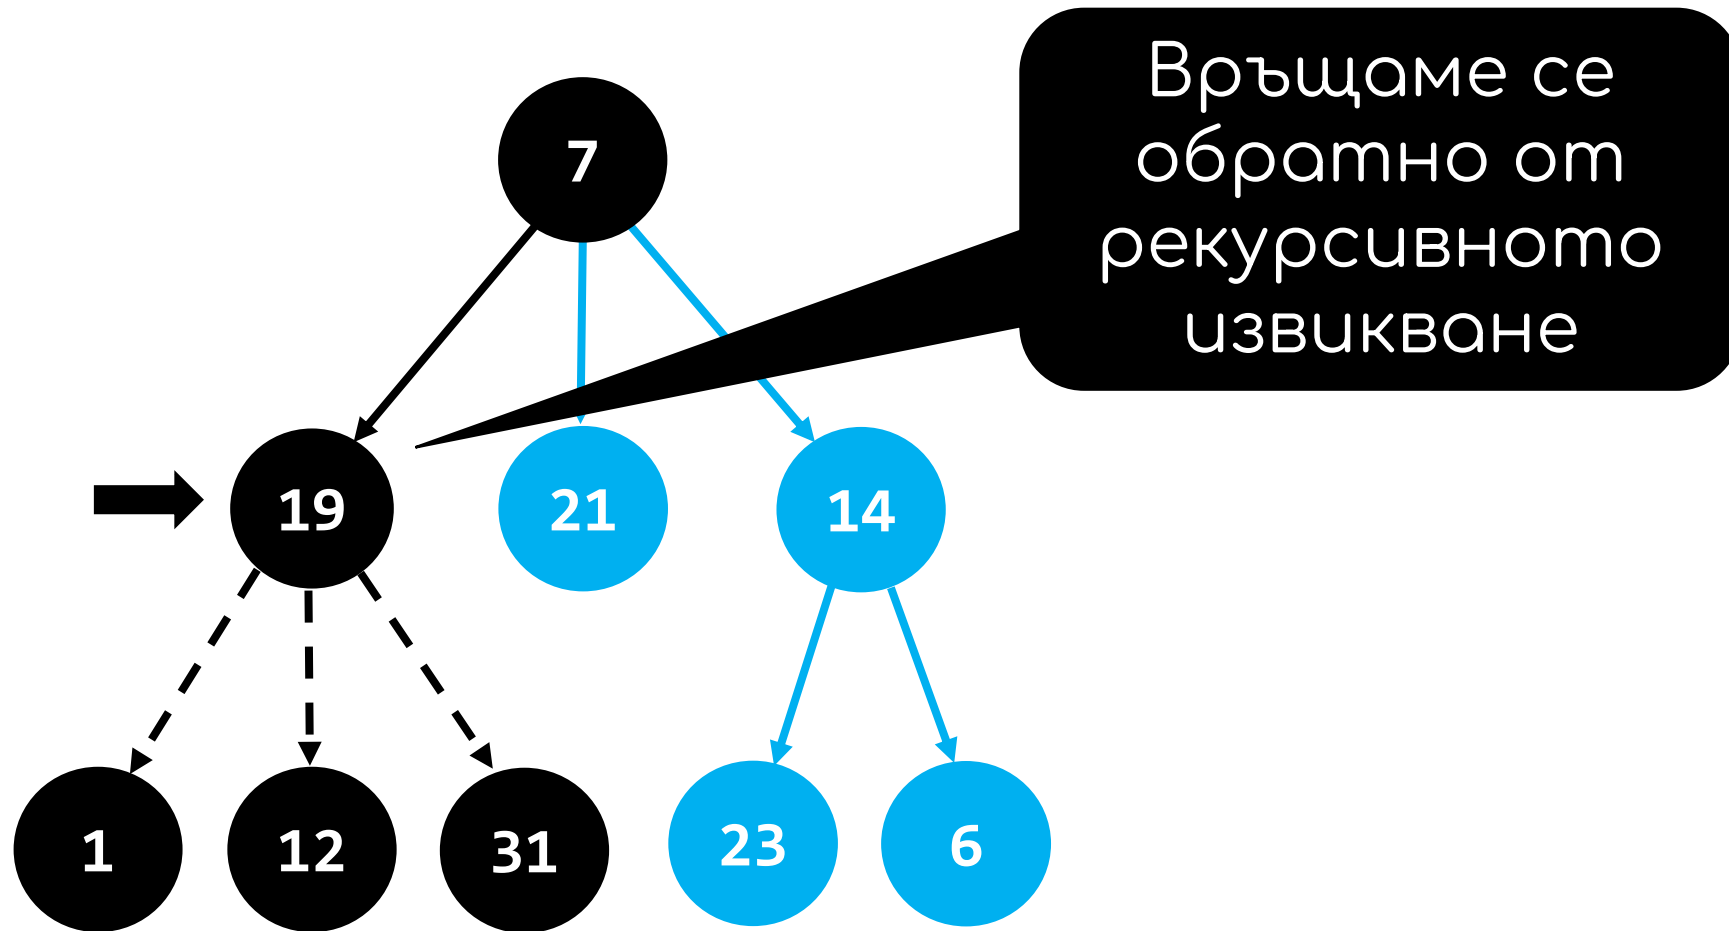 Връщаме се
обратно от
рекурсивното
извикване
7
19
21
14
1
12
31
23
6